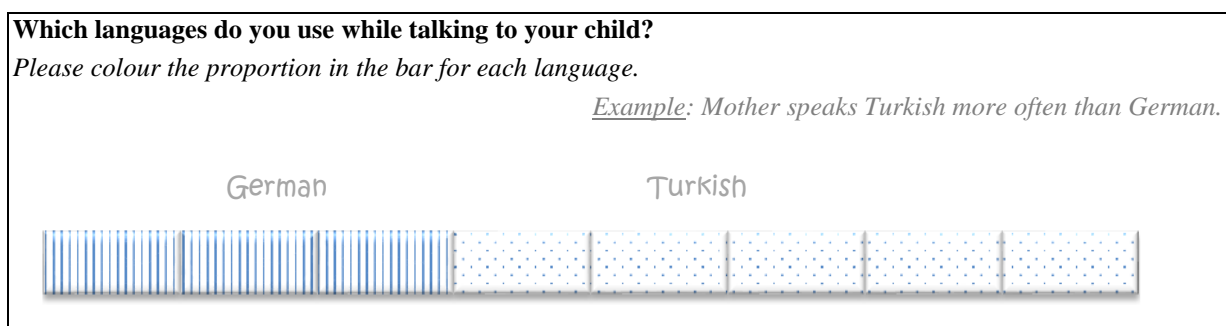 Which languages do you use while talking to your child?
Please colour the proportion in the bar for each language.
Example: Mother speaks Turkish more often than German.
German Turkish